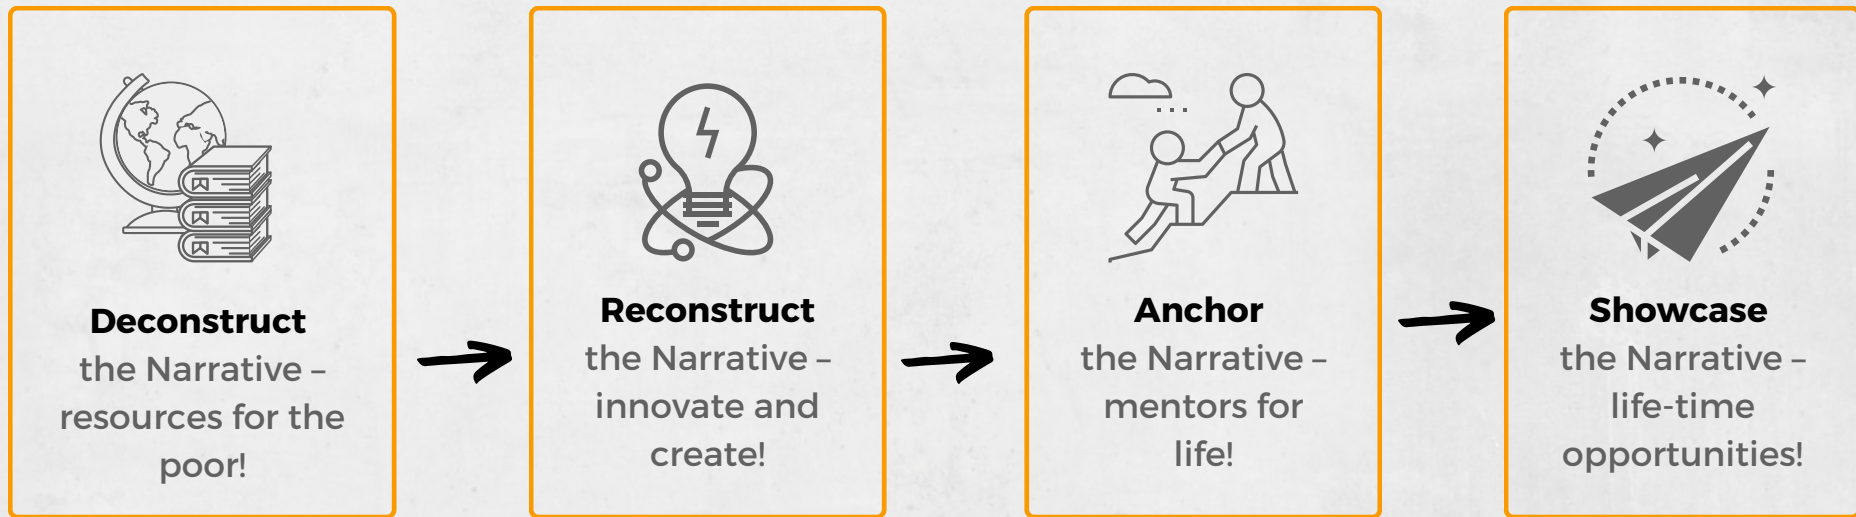 Deconstruct
the Narrative –
resources for the
poor!
Reconstruct
the Narrative –
innovate and
create!
Anchor
the Narrative –
mentors for
life!
Showcase
the Narrative –
life-time
opportunities!